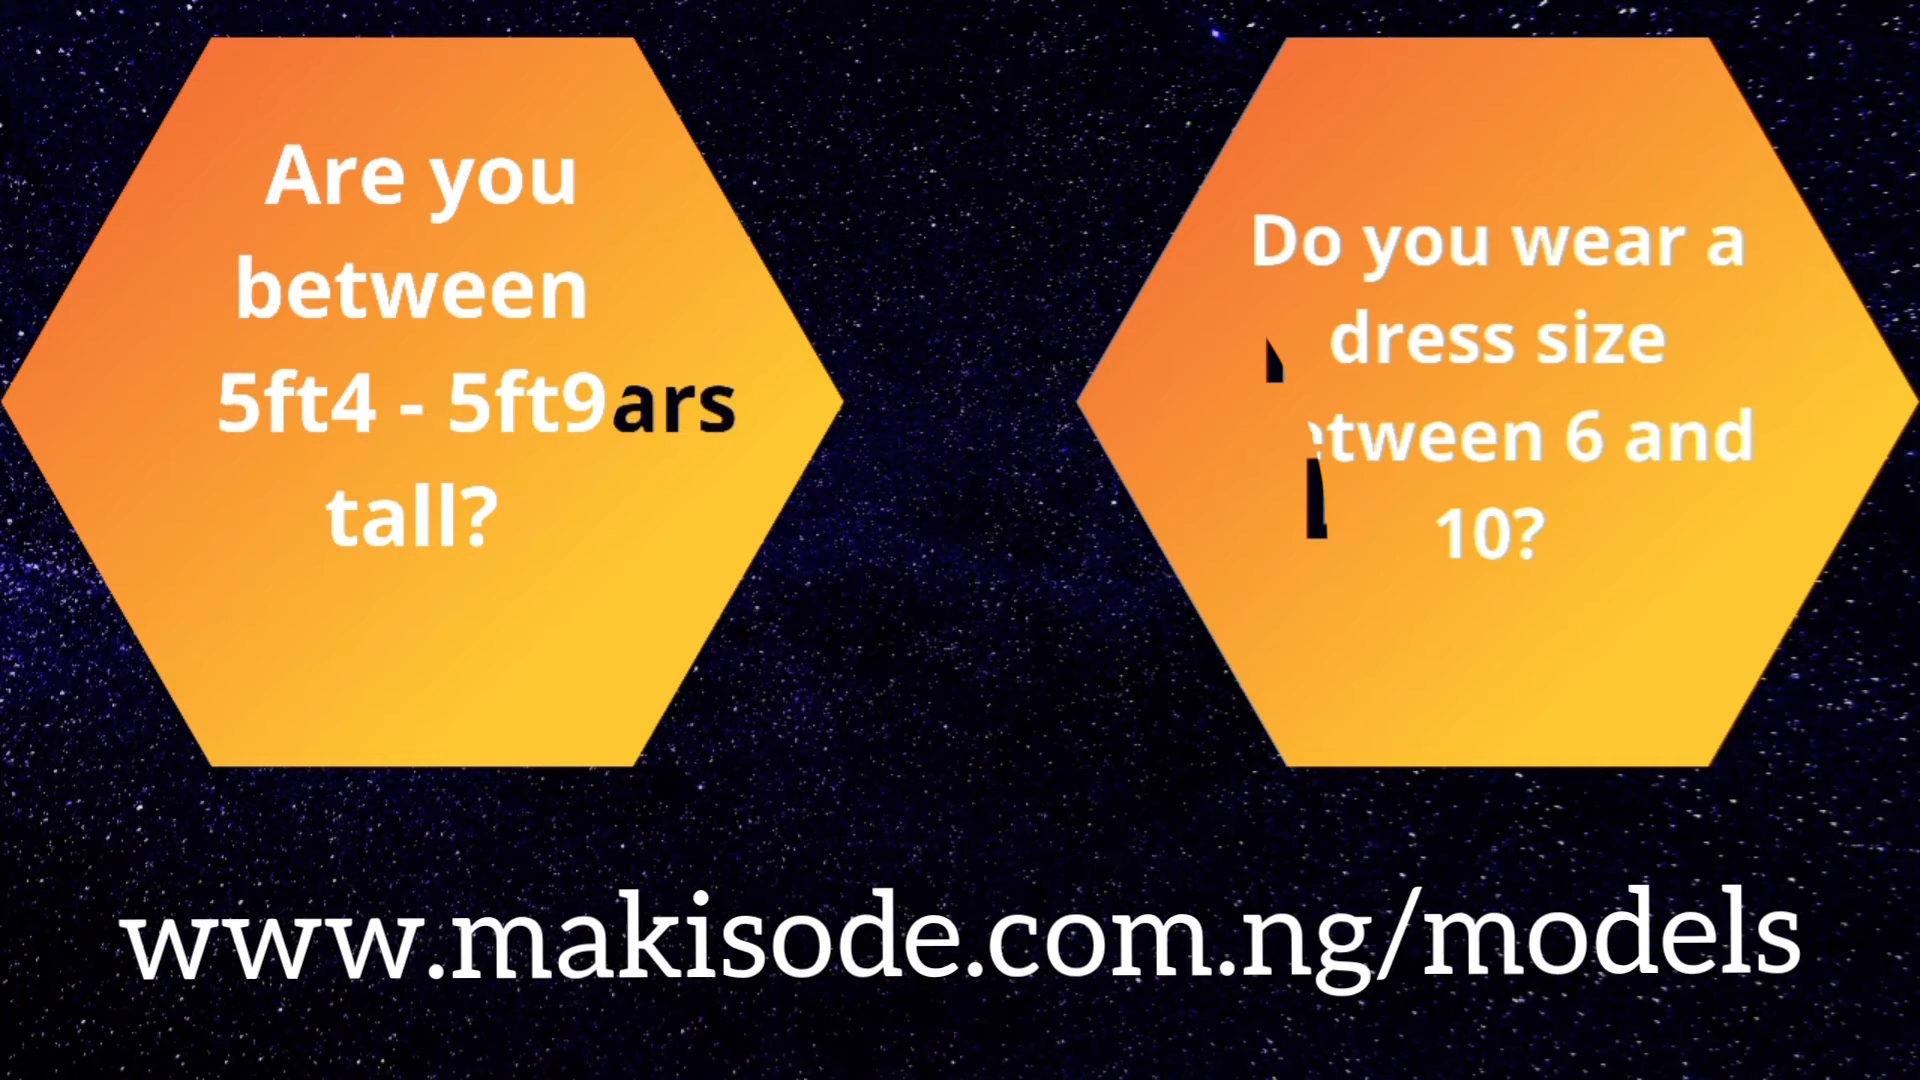 Are you
between
5ft4 - 5ft9ars
tall?
Do you wear a
dress size
etween 6 and
10?
www.makisode.com.ng/models